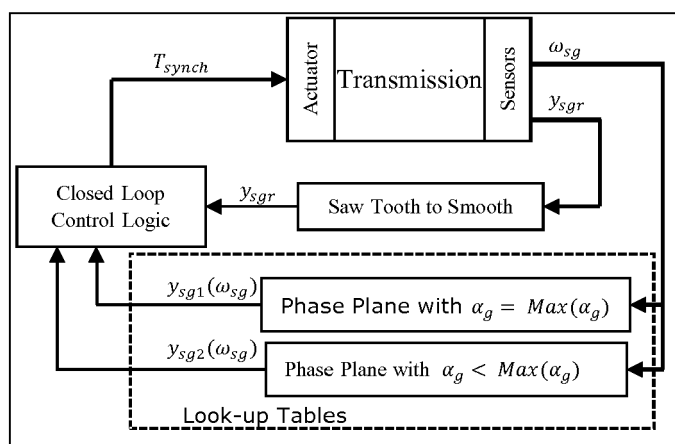 T_synch
Actuator
Transmission
Sensors
ω_sg
y_sgr
Closed Loop
Control Logic
y_sgr
Saw Tooth to Smooth
y_sg1(ω_sg)
Phase Plane with α_g = Max(α_g)
y_sg2(ω_sg)
Phase Plane with α_g < Max(α_g)
Look-up Tables